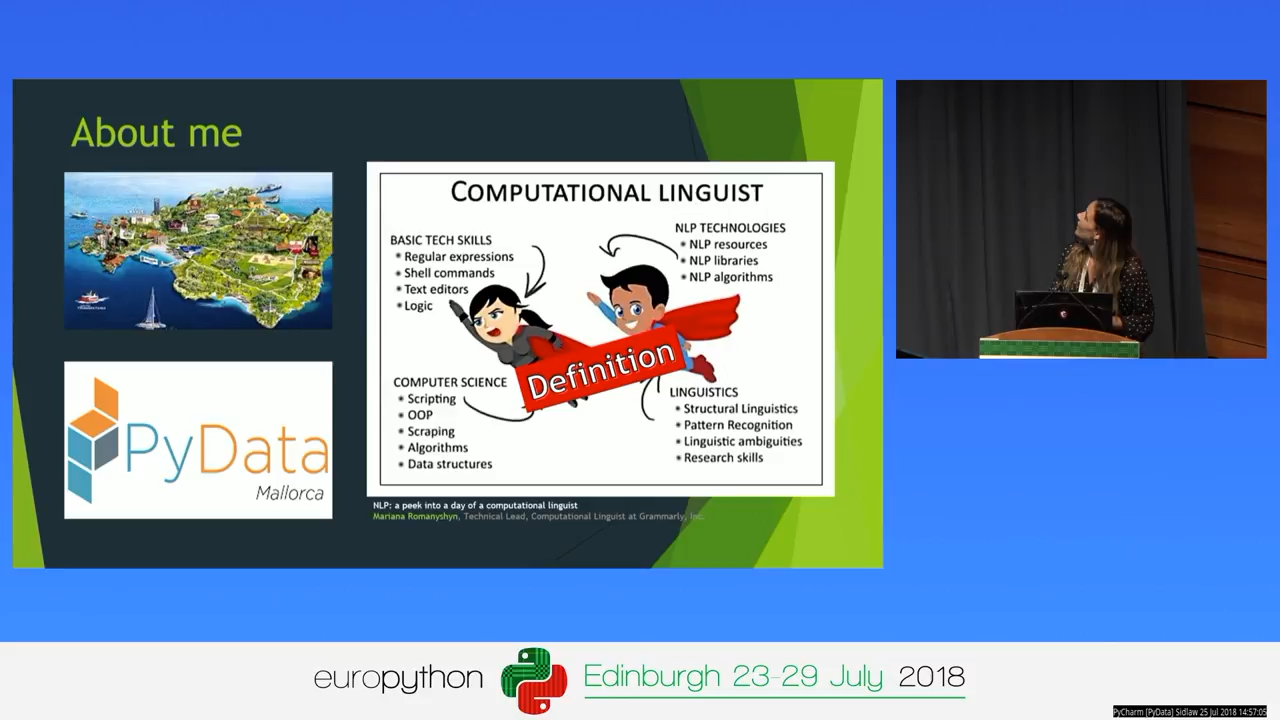 About me
COMPUTATIONAL LINGUIST
BASIC TECH SKILLS
Regular expressions
Shell commands
Text editors
Logic
NLP TECHNOLOGIES
NLP resources
NLP libraries
NLP algorithms
Definition
COMPUTER SCIENCE
Scripting
OOP
Scraping
Algorithms
Data structures
LINGUISTICS
Structural Linguistics
Pattern Recognition
Linguistic ambiguities
Research skills
PyData
Mallorca
NLP: a peek into a day of a computational linguist
Mariana Romanyshyn, Technical Lead, Computational Linguist at Grammarly, Inc.
europython Edinburgh 23-29 July 2018
PyCharm [PyData] Sidlaw 25 Jul 2018 14:57:05